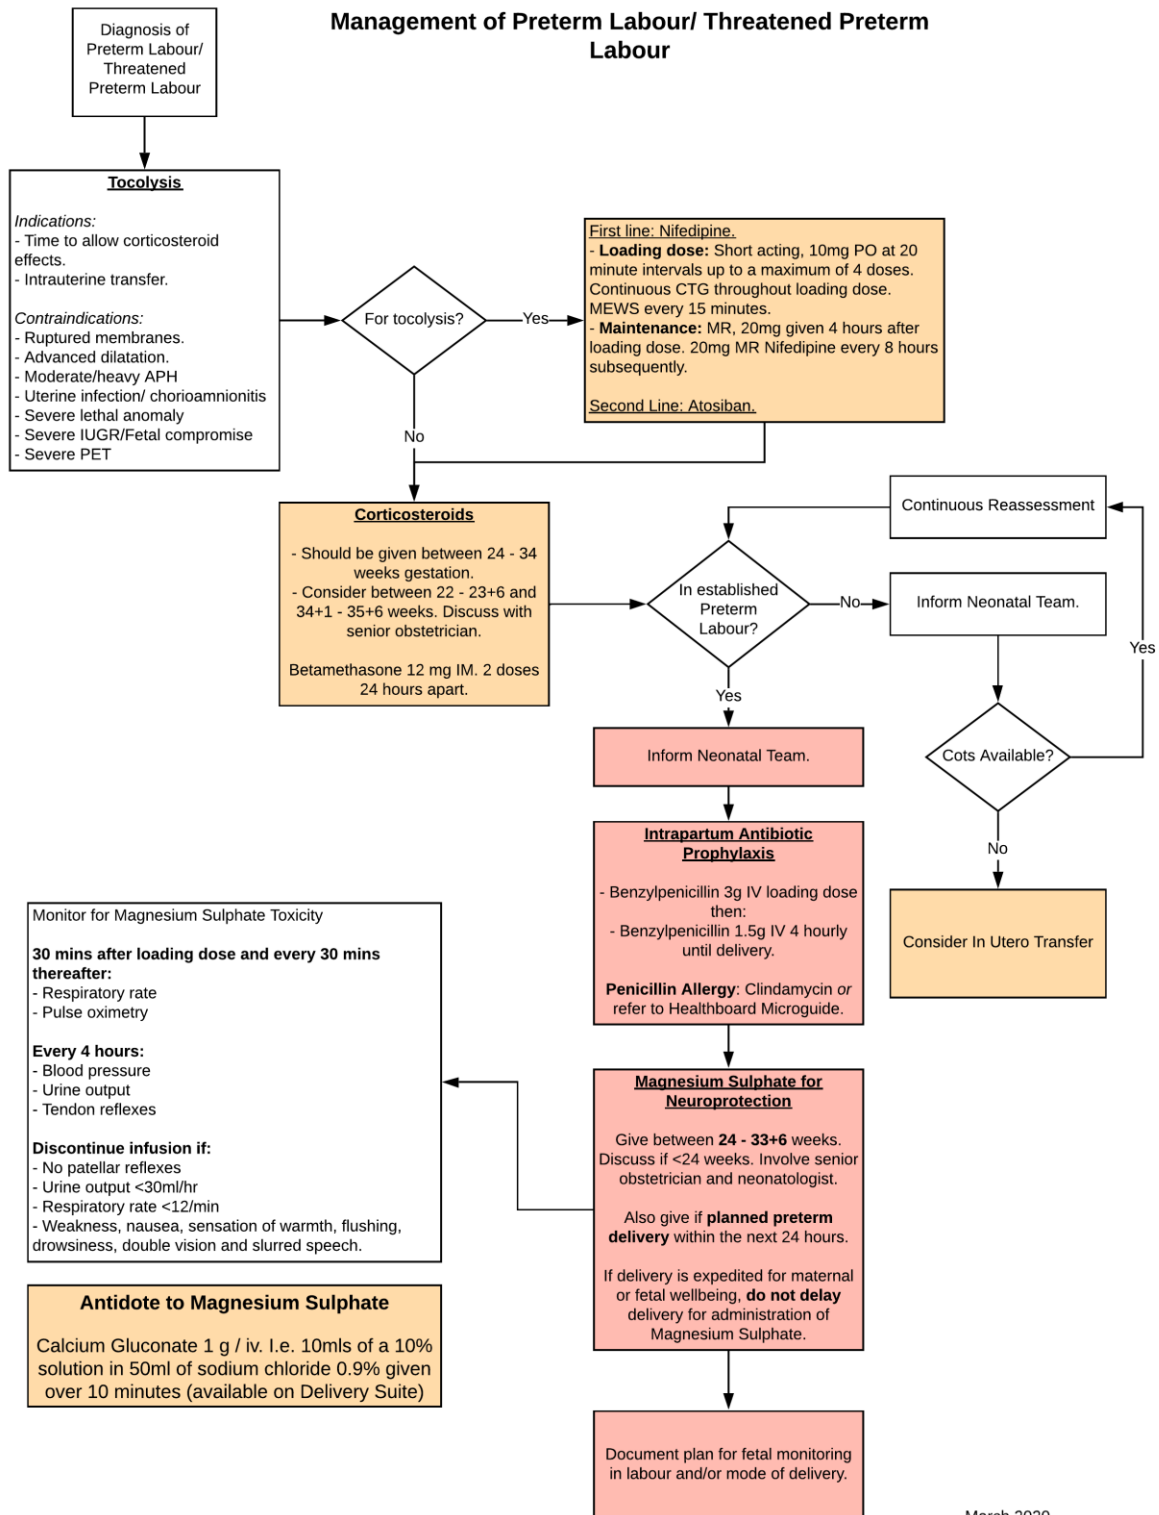 Management of Preterm Labour/ Threatened Preterm
Labour
Diagnosis of
Preterm Labour/
Threatened
Preterm Labour
Tocolysis
Indications:
- Time to allow corticosteroid
effects.
- Intrauterine transfer.
Contraindications:
- Ruptured membranes.
- Advanced dilatation.
- Moderate/heavy APH
- Uterine infection/ chorioamnionitis
- Severe lethal anomaly
- Severe IUGR/Fetal compromise
- Severe PET
For tocolysis?
Yes
First line: Nifedipine.
- Loading dose: Short acting, 10mg PO at 20
minute intervals up to a maximum of 4 doses.
Continuous CTG throughout loading dose.
MEWS every 15 minutes.
- Maintenance: MR, 20mg given 4 hours after
loading dose. 20mg MR Nifedipine every 8 hours
subsequently.
Second Line: Atosiban.
No
Corticosteroids
- Should be given between 24 - 34
weeks gestation.
- Consider between 22 - 23+6 and
34+1 - 35+6 weeks. Discuss with
senior obstetrician.
Betamethasone 12 mg IM. 2 doses
24 hours apart.
In established
Preterm
Labour?
Continuous Reassessment
No
Inform Neonatal Team.
Yes
Cots Available?
No
Consider In Utero Transfer
Yes
Inform Neonatal Team.
Intrapartum Antibiotic
Prophylaxis
- Benzylpenicillin 3g IV loading dose
then:
- Benzylpenicillin 1.5g IV 4 hourly
until delivery.
Penicillin Allergy: Clindamycin or
refer to Healthboard Microguide.
Magnesium Sulphate for
Neuroprotection
Give between 24 - 33+6 weeks.
Discuss if <24 weeks. Involve senior
obstetrician and neonatologist.
Also give if planned preterm
delivery within the next 24 hours.
If delivery is expedited for maternal
or fetal wellbeing, do not delay
delivery for administration of
Magnesium Sulphate.
Monitor for Magnesium Sulphate Toxicity
30 mins after loading dose and every 30 mins
thereafter:
- Respiratory rate
- Pulse oximetry
Every 4 hours:
- Blood pressure
- Urine output
- Tendon reflexes
Discontinue infusion if:
- No patellar reflexes
- Urine output <30ml/hr
- Respiratory rate <12/min
- Weakness, nausea, sensation of warmth, flushing,
drowsiness, double vision and slurred speech.
Antidote to Magnesium Sulphate
Calcium Gluconate 1 g / iv. I.e. 10mls of a 10%
solution in 50ml of sodium chloride 0.9% given
over 10 minutes (available on Delivery Suite)
Document plan for fetal monitoring
in labour and/or mode of delivery.
March 2020